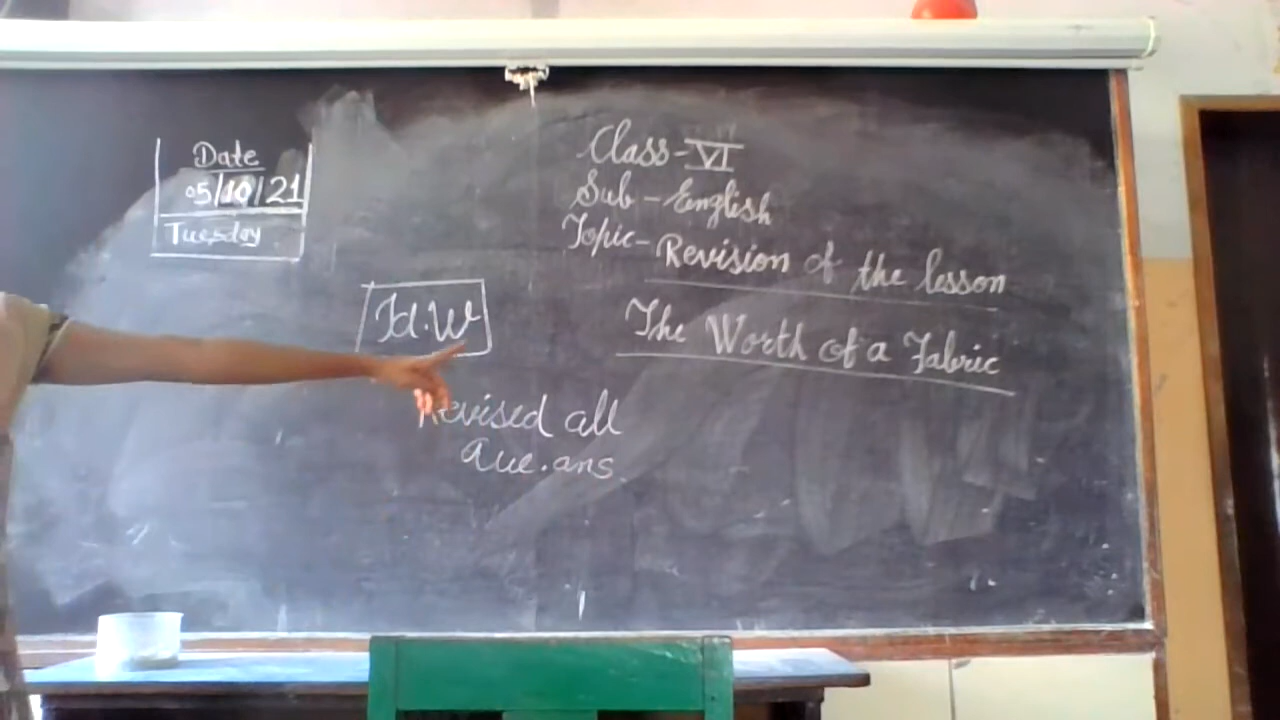 Date
05/10/21
Tuesday
Class-VI
Sub-English
Topic-Revision of the lesson
The Worth of a Fabric
H.W
Revised all
Que.ans